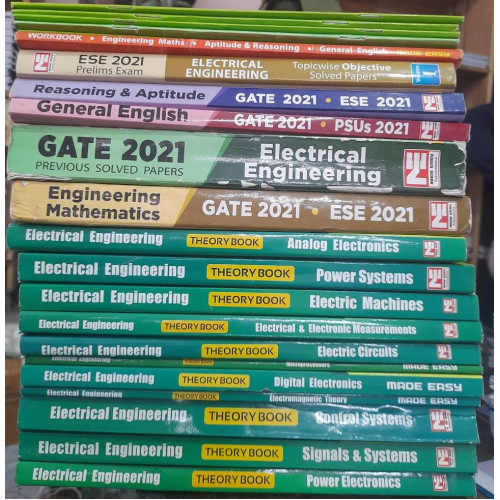 WORKBOOK • Engineering Maths • Aptitude & Reasoning • General English MADE EASY
ESE 2021 ELECTRICAL Topicwise Objective
Prelims Exam ENGINEERING Solved Papers
Reasoning & Aptitude GATE 2021 • ESE 2021
General English GATE 2021 • PSUs 2021
GATE 2021 Electrical
PREVIOUS SOLVED PAPERS Engineering
Engineering
Mathematics GATE 2021 • ESE 2021
Electrical Engineering THEORY BOOK Analog Electronics
Electrical Engineering THEORY BOOK Power Systems
Electrical Engineering THEORY BOOK Electric Machines
Electrical Engineering THEORY BOOK Electrical & Electronic Measurements
Electrical Engineering THEORY BOOK Electric Circuits
Electrical Engineering THEORY BOOK Microprocessors MADE EASY
Electrical Engineering THEORY BOOK Digital Electronics MADE EASY
Electrical Engineering THEORY BOOK Electromagnetic Theory MADE EASY
Electrical Engineering THEORY BOOK Control Systems
Electrical Engineering THEORY BOOK Signals & Systems
Electrical Engineering THEORY BOOK Power Electronics